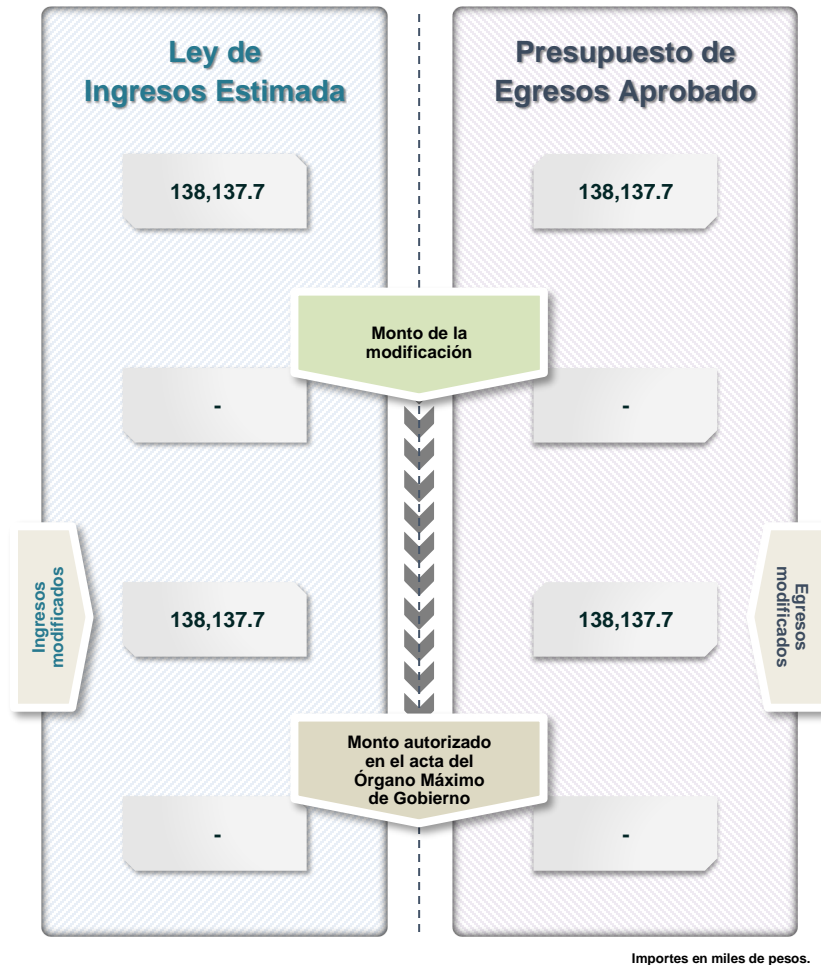 Ley de
Ingresos Estimada
Presupuesto de
Egresos Aprobado
138,137.7
138,137.7
Monto de la
modificación
-
-
Ingresos
modificados
138,137.7
138,137.7
Egresos
modificados
Monto autorizado
en el acta del
Órgano Máximo
de Gobierno
-
-
Importes en miles de pesos.